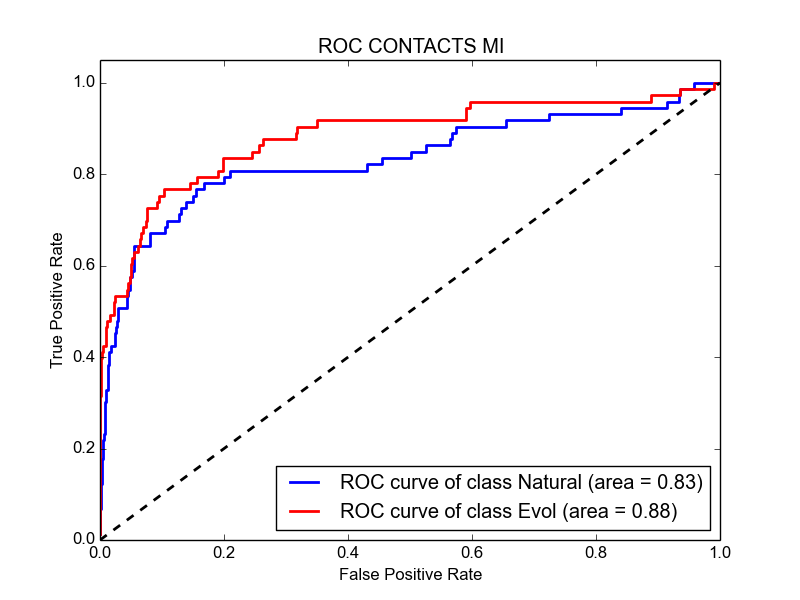 ROC CONTACTS MI
1.0
0.8
0.6
0.4
0.2
0.0
True Positive Rate
0.0 0.2 0.4 0.6 0.8 1.0
False Positive Rate
ROC curve of class Natural (area = 0.83)
ROC curve of class Evol (area = 0.88)